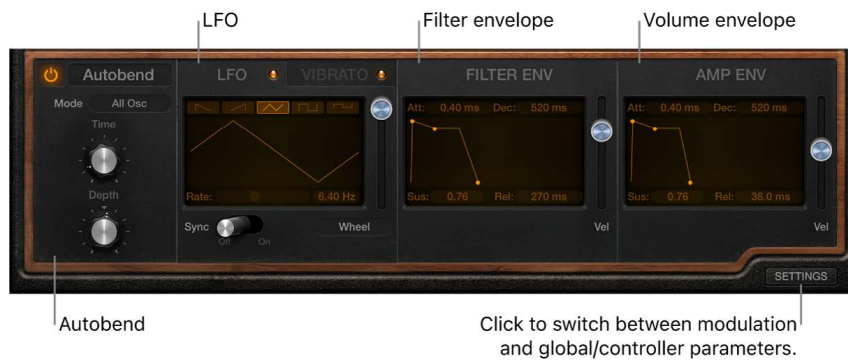 LFO
Filter envelope
Volume envelope
Autobend
LFO
VIBRATO
FILTER ENV
AMP ENV
Mode
All Osc
Time
Depth
Rate:
6.40 Hz
Sync
Off
On
Wheel
Att: 0.40 ms Dec: 520 ms
Sus: 0.76 Rel: 270 ms
Vel
Att: 0.40 ms Dec: 520 ms
Sus: 0.76 Rel: 38.0 ms
Vel
SETTINGS
Autobend
Click to switch between modulation
and global/controller parameters.